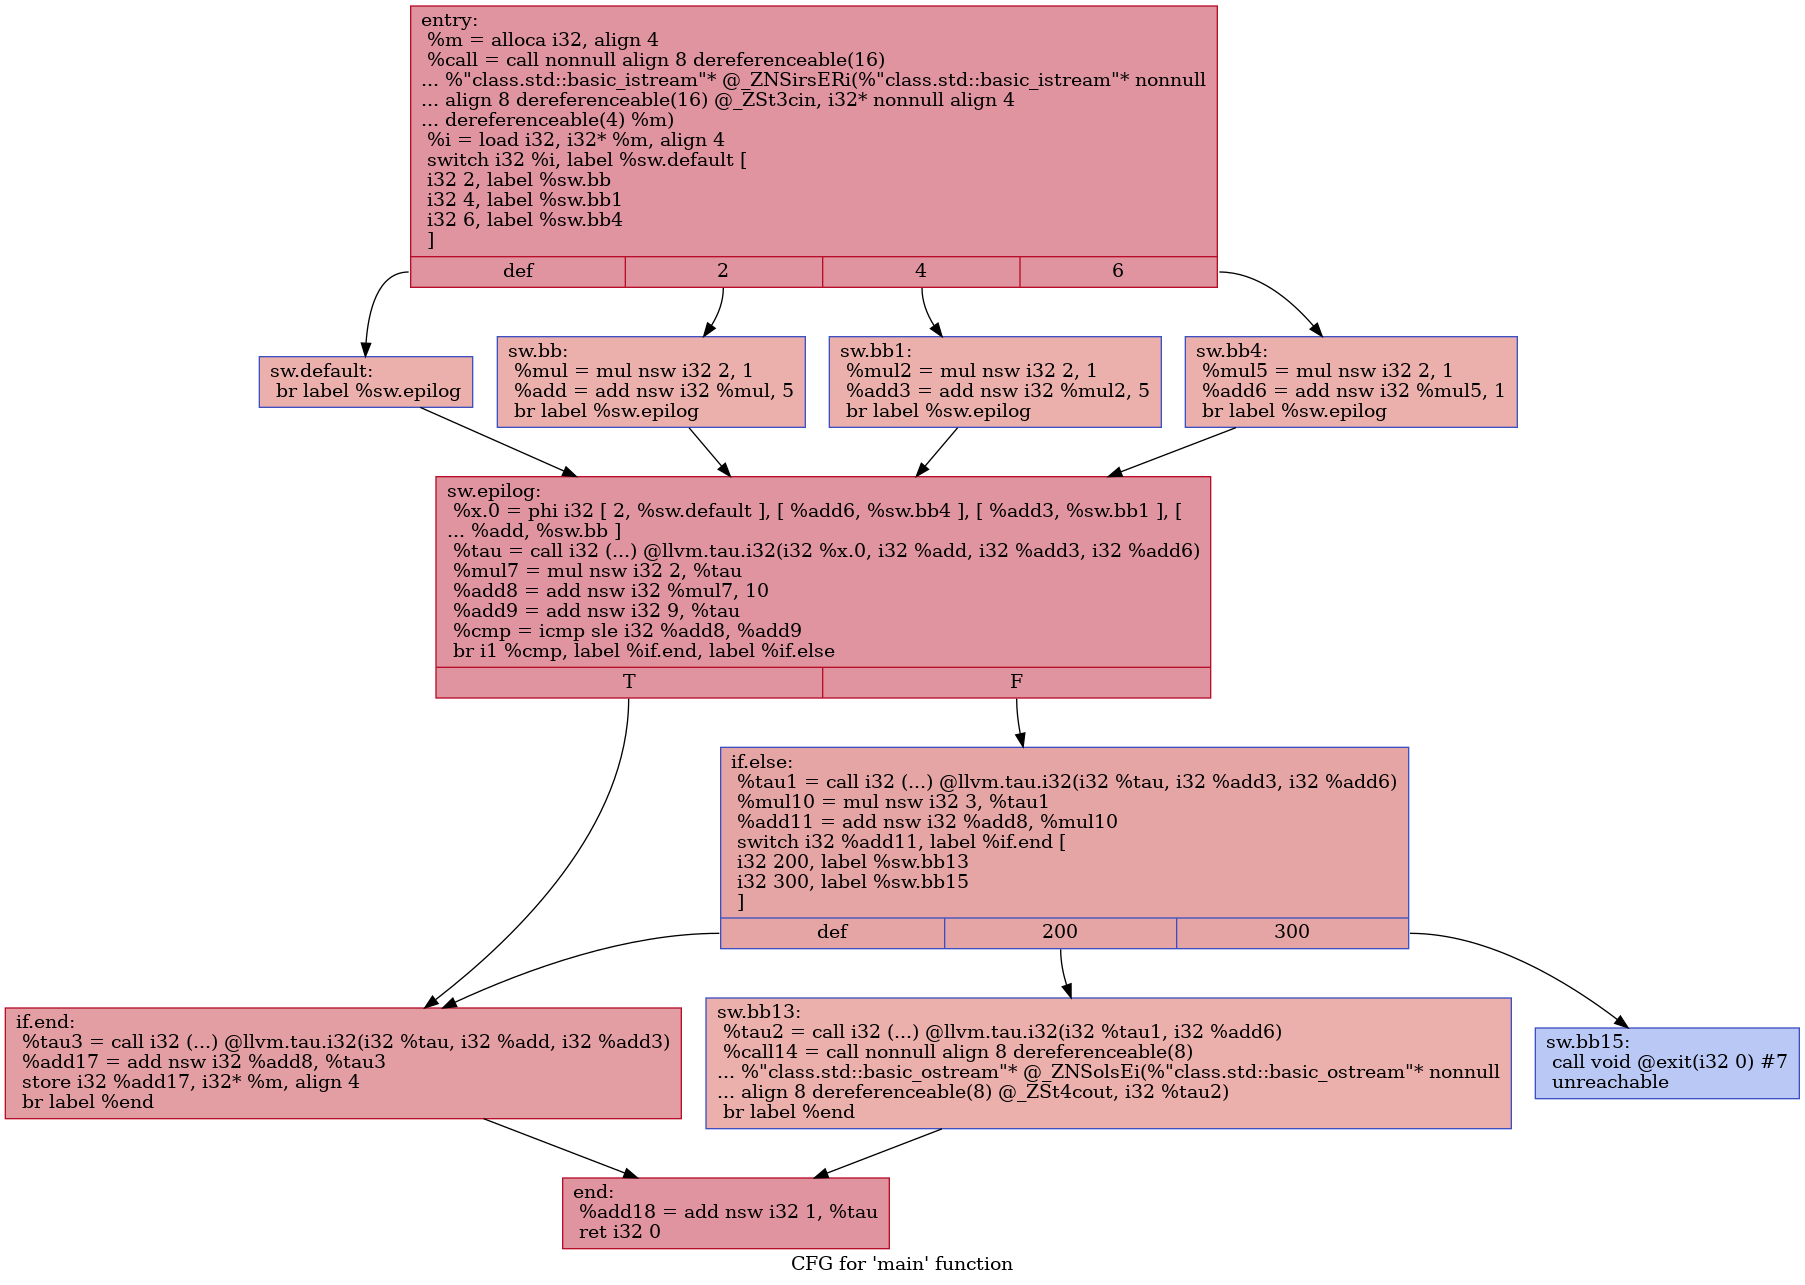 entry:
%m = alloca i32, align 4
%call = call nonnull align 8 dereferenceable(16)
... %"class.std::basic_istream"* @_ZNSirsERi(%"class.std::basic_istream"* nonnull
... align 8 dereferenceable(16) @_ZSt3cin, i32* nonnull align 4
... dereferenceable(4) %m)
%i = load i32, i32* %m, align 4
switch i32 %i, label %sw.default [
i32 2, label %sw.bb
i32 4, label %sw.bb1
i32 6, label %sw.bb4
]
def 2 4 6
sw.default:
br label %sw.epilog
sw.bb:
%mul = mul nsw i32 2, 1
%add = add nsw i32 %mul, 5
br label %sw.epilog
sw.bb1:
%mul2 = mul nsw i32 2, 1
%add3 = add nsw i32 %mul2, 5
br label %sw.epilog
sw.bb4:
%mul5 = mul nsw i32 2, 1
%add6 = add nsw i32 %mul5, 1
br label %sw.epilog
sw.epilog:
%x.0 = phi i32 [ 2, %sw.default ], [ %add6, %sw.bb4 ], [ %add3, %sw.bb1 ], [
... %add, %sw.bb ]
%tau = call i32 (...) @llvm.tau.i32(i32 %x.0, i32 %add, i32 %add3, i32 %add6)
%mul7 = mul nsw i32 2, %tau
%add8 = add nsw i32 %mul7, 10
%add9 = add nsw i32 9, %tau
%cmp = icmp sle i32 %add8, %add9
br i1 %cmp, label %if.end, label %if.else
T F
if.else:
%tau1 = call i32 (...) @llvm.tau.i32(i32 %tau, i32 %add3, i32 %add6)
%mul10 = mul nsw i32 3, %tau1
%add11 = add nsw i32 %add8, %mul10
switch i32 %add11, label %if.end [
i32 200, label %sw.bb13
i32 300, label %sw.bb15
]
def 200 300
if.end:
%tau3 = call i32 (...) @llvm.tau.i32(i32 %tau, i32 %add, i32 %add3)
%add17 = add nsw i32 %add8, %tau3
store i32 %add17, i32* %m, align 4
br label %end
sw.bb13:
%tau2 = call i32 (...) @llvm.tau.i32(i32 %tau1, i32 %add6)
%call14 = call nonnull align 8 dereferenceable(8)
... %"class.std::basic_ostream"* @_ZNSolsEi(%"class.std::basic_ostream"* nonnull
... align 8 dereferenceable(8) @_ZSt4cout, i32 %tau2)
br label %end
sw.bb15:
call void @exit(i32 0) #7
unreachable
end:
%add18 = add nsw i32 1, %tau
ret i32 0
CFG for 'main' function